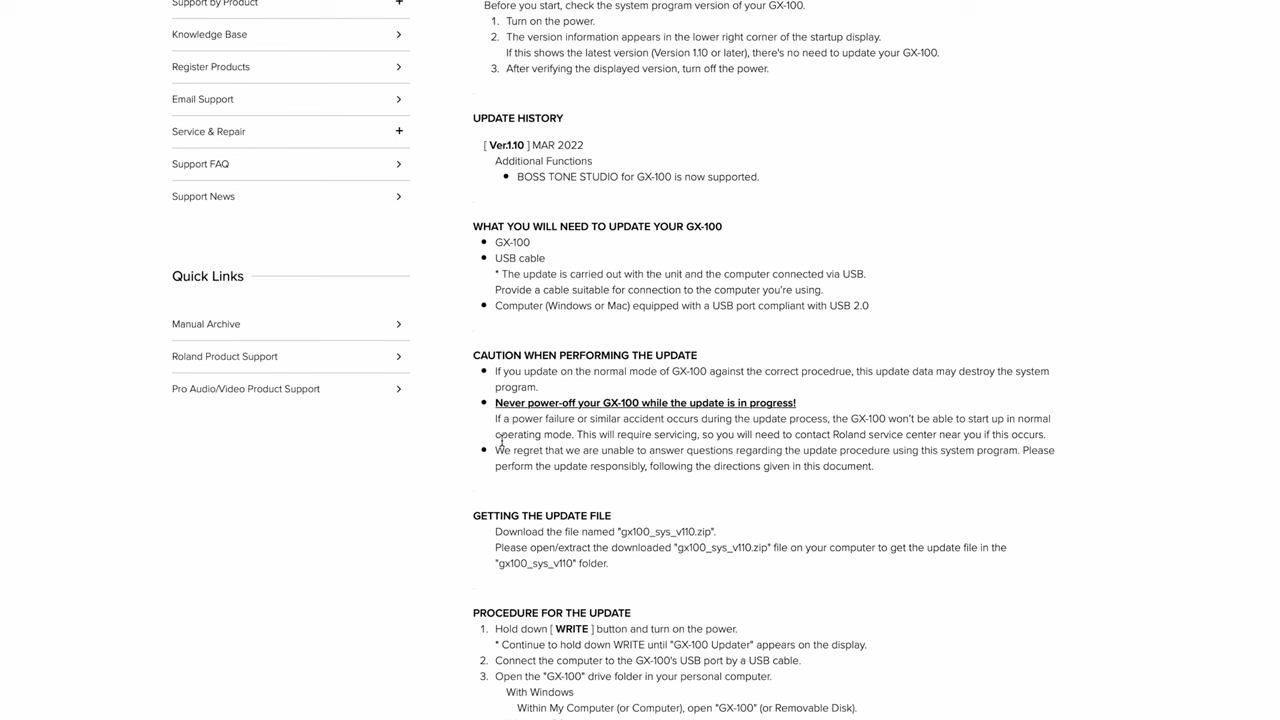 Support by Product
Knowledge Base
Register Products
Email Support
Service & Repair
Support FAQ
Support News
Quick Links
Manual Archive
Roland Product Support
Pro Audio/Video Product Support
Before you start, check the system program version of your GX-100.
1. Turn on the power.
2. The version information appears in the lower right corner of the startup display.
If this shows the latest version (Version 1.10 or later), there's no need to update your GX-100.
3. After verifying the displayed version, turn off the power.
UPDATE HISTORY
[ Ver.1.10 ] MAR 2022
Additional Functions
• BOSS TONE STUDIO for GX-100 is now supported.
WHAT YOU WILL NEED TO UPDATE YOUR GX-100
• GX-100
• USB cable
* The update is carried out with the unit and the computer connected via USB.
Provide a cable suitable for connection to the computer you're using.
• Computer (Windows or Mac) equipped with a USB port compliant with USB 2.0
CAUTION WHEN PERFORMING THE UPDATE
• If you update on the normal mode of GX-100 against the correct procedrue, this update data may destroy the system
program.
• Never power-off your GX-100 while the update is in progress!
If a power failure or similar accident occurs during the update process, the GX-100 won't be able to start up in normal
operating mode. This will require servicing, so you will need to contact Roland service center near you if this occurs.
• We regret that we are unable to answer questions regarding the update procedure using this system program. Please
perform the update responsibly, following the directions given in this document.
GETTING THE UPDATE FILE
Download the file named "gx100_sys_v110.zip".
Please open/extract the downloaded "gx100_sys_v110.zip" file on your computer to get the update file in the
"gx100_sys_v110" folder.
PROCEDURE FOR THE UPDATE
1. Hold down [ WRITE ] button and turn on the power.
* Continue to hold down WRITE until "GX-100 Updater" appears on the display.
2. Connect the computer to the GX-100's USB port by a USB cable.
3. Open the "GX-100" drive folder in your personal computer.
With Windows
Within My Computer (or Computer), open "GX-100" (or Removable Disk).